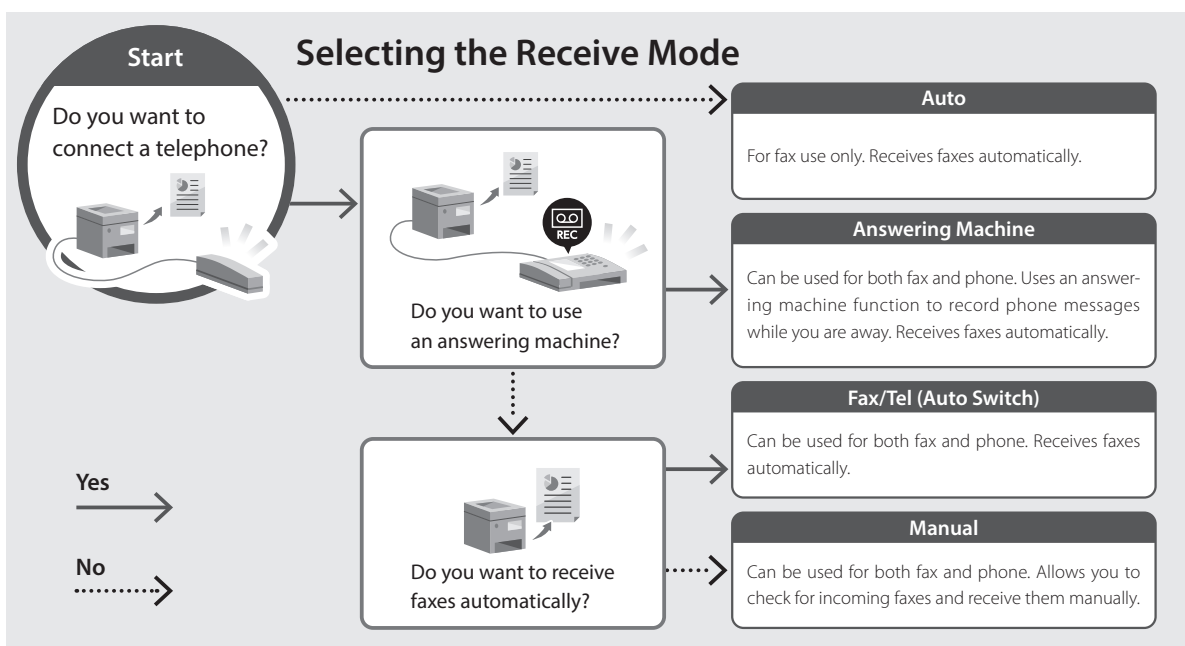 Selecting the Receive Mode
Start
Do you want to
connect a telephone?
REC
Do you want to use
an answering machine?
Do you want to receive
faxes automatically?
Auto
For fax use only. Receives faxes automatically.
Answering Machine
Can be used for both fax and phone. Uses an answer-
ing machine function to record phone messages
while you are away. Receives faxes automatically.
Fax/Tel (Auto Switch)
Can be used for both fax and phone. Receives faxes
automatically.
Manual
Can be used for both fax and phone. Allows you to
check for incoming faxes and receive them manually.
Yes
No